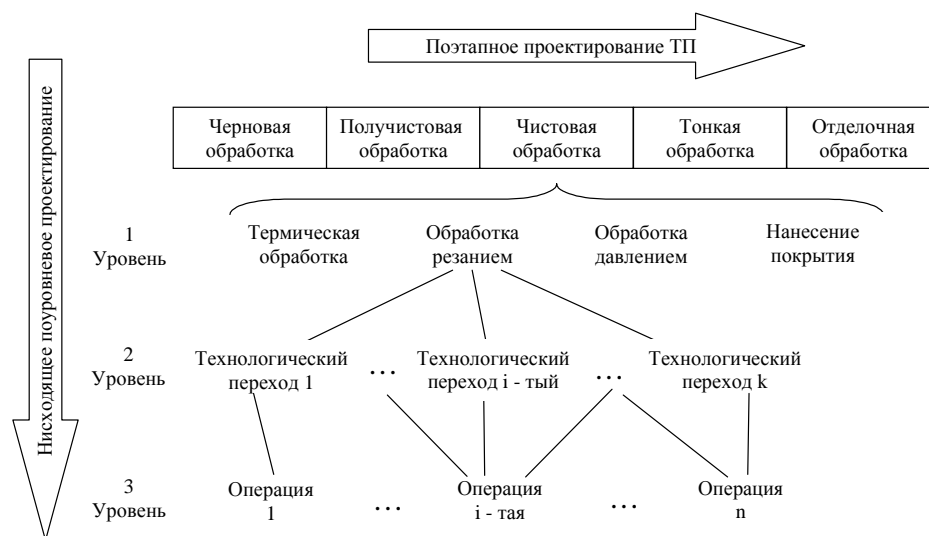 Поэтапное проектирование ТП
Нисходящее поуровневое проектирование
Черновая
обработка
Получистовая
обработка
Чистовая
обработка
Тонкая
обработка
Отделочная
обработка
1
Уровень
Термическая
обработка
Обработка
резанием
Обработка
давлением
Нанесение
покрытия
2
Уровень
Технологический
переход 1
...
Технологический
переход i - тый
...
Технологический
переход k
3
Уровень
Операция
1
...
Операция
i - тая
...
Операция
n